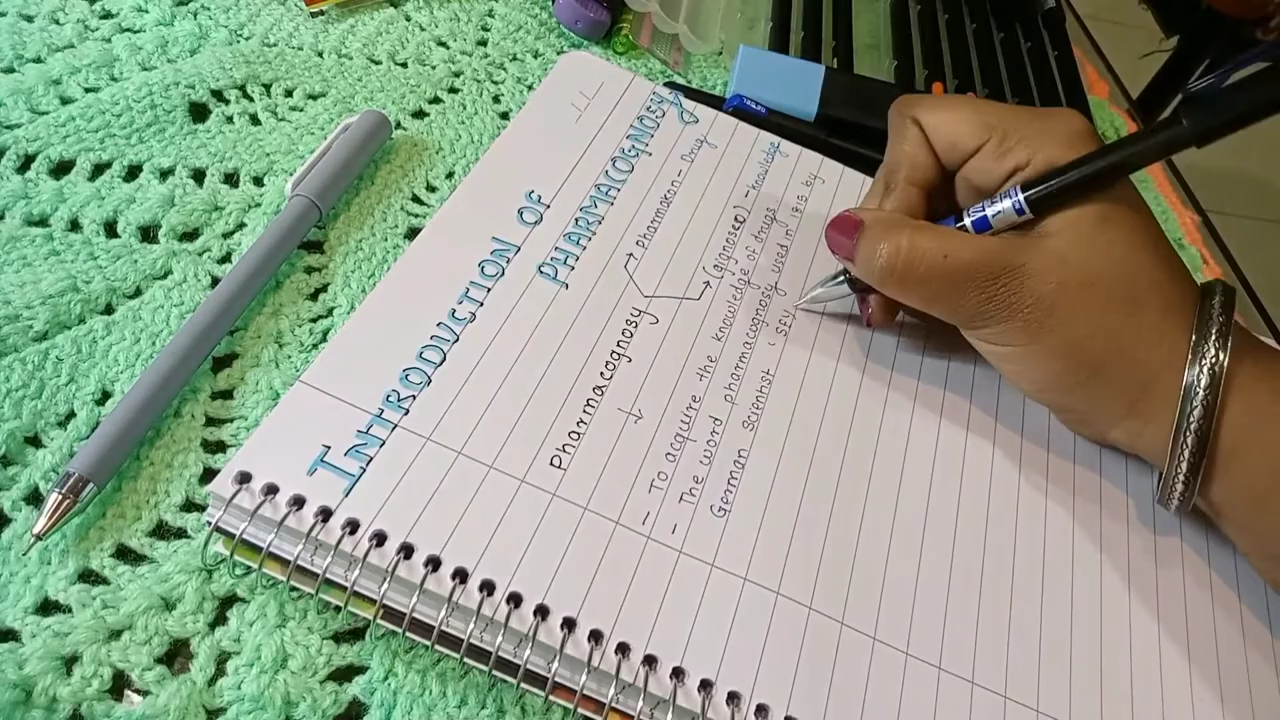 INTRODUCTION OF
PHARMACOGNOSY
Pharmakon - Drug
Pharmacognosy
(gignosco) - knowledge
- To acquire the knowledge of drugs
- The word pharmacognosy used in 1815 by
German Scientist 'SEY